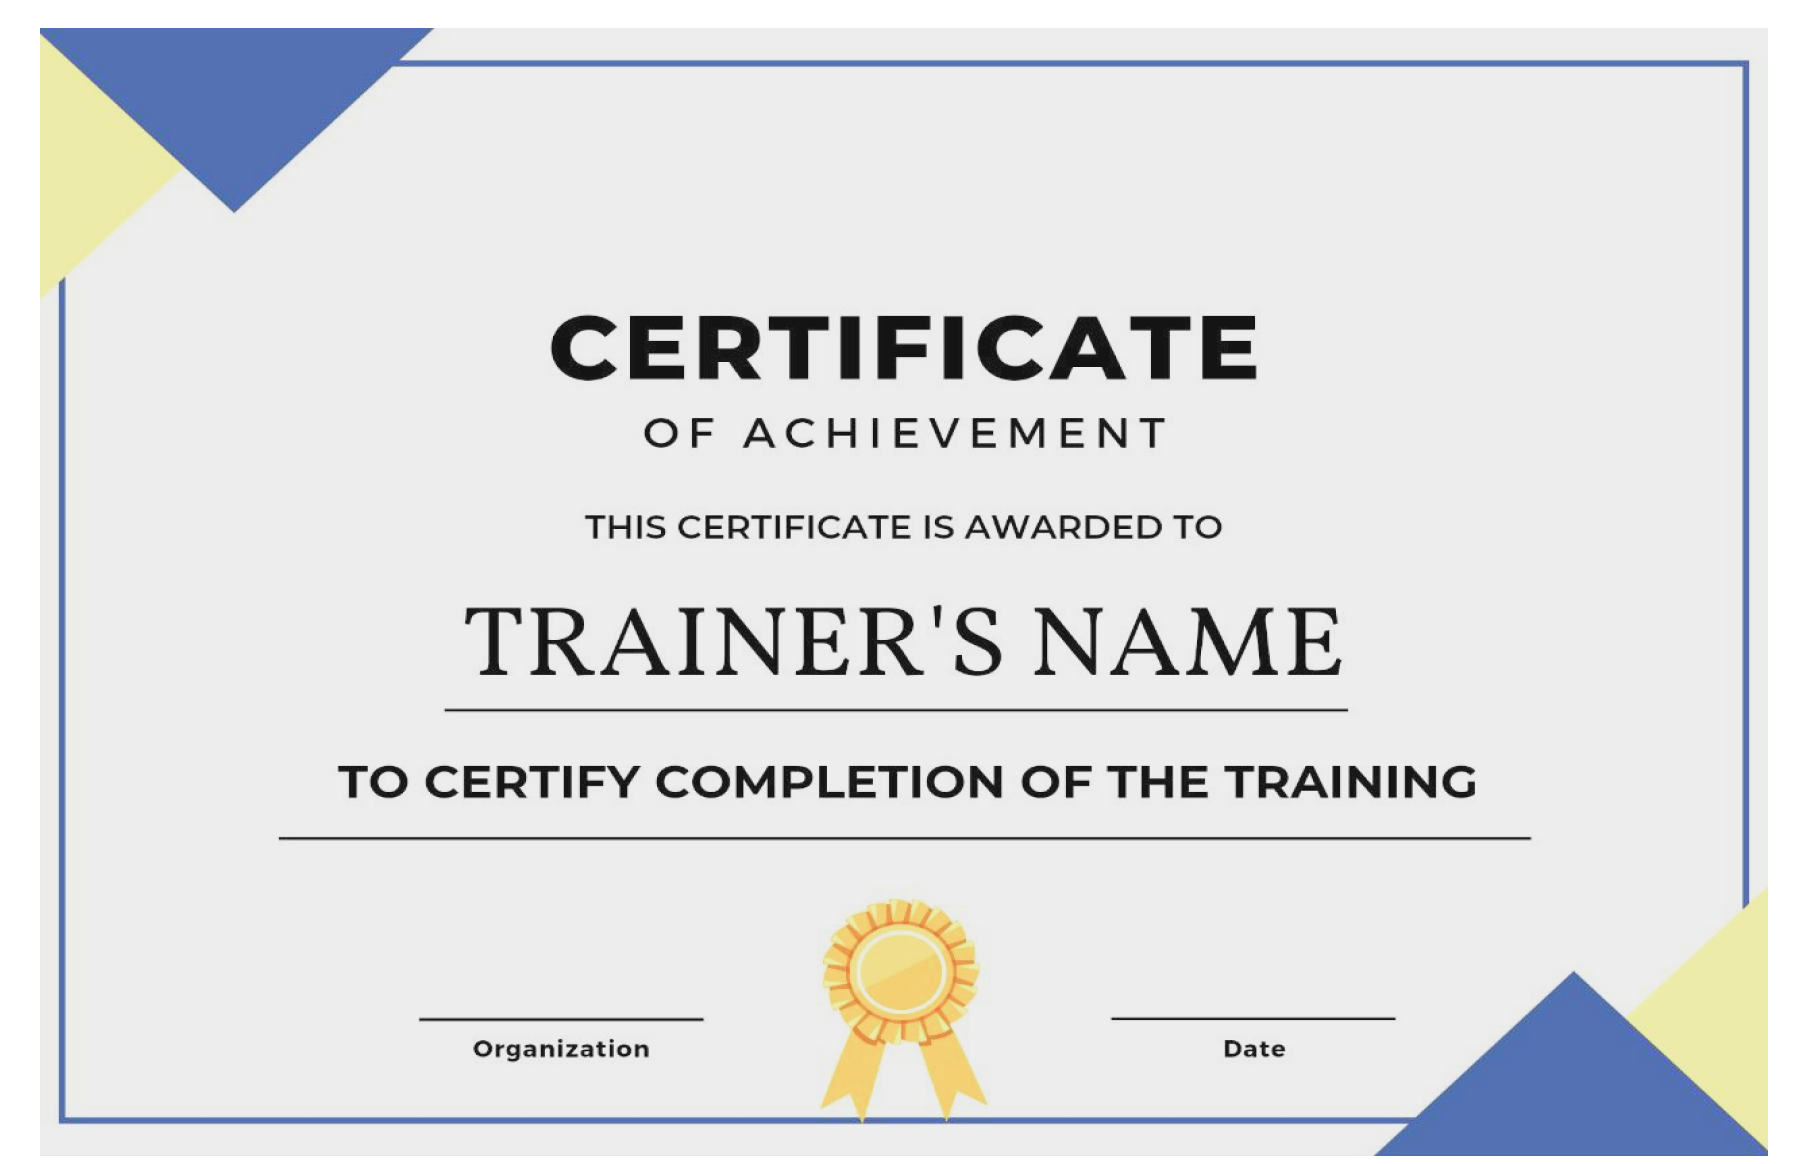 CERTIFICATE
OF ACHIEVEMENT
THIS CERTIFICATE IS AWARDED TO
TRAINER'S NAME
TO CERTIFY COMPLETION OF THE TRAINING
Organization
Date